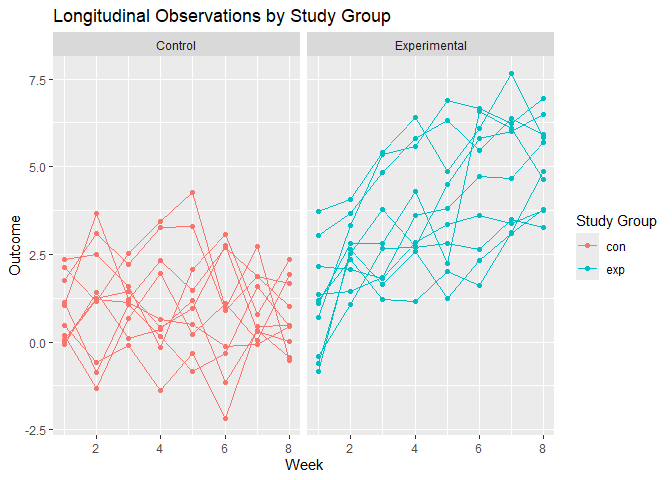 Longitudinal Observations by Study Group
Control Experimental
7.5
5.0
2.5
0.0
-2.5
Outcome
2 4 6 8 2 4 6 8
Week
Study Group
con
exp